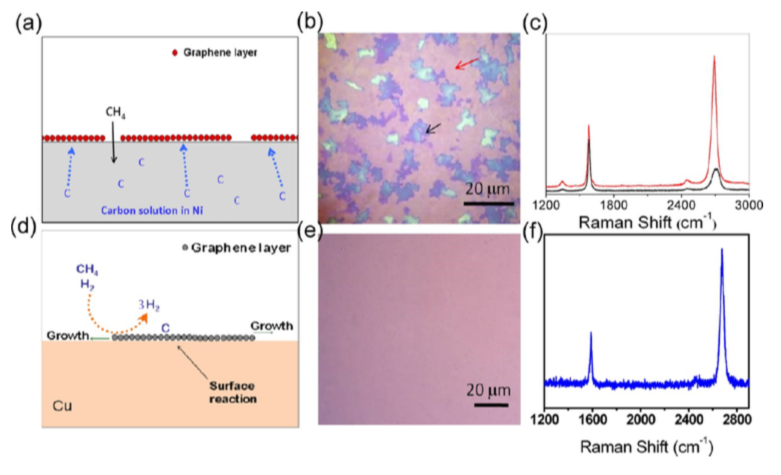 (a)
Graphene layer
CH4
C
C
C
C
C
C
C
Carbon solution in Ni
(b)
20 μm
(c)
1200 1800 2400 3000
Raman Shift (cm-1)
(d)
Graphene layer
CH4
H2
3H2
C
Growth
Growth
Surface
reaction
Cu
(e)
20 μm
(f)
1200 1600 2000 2400 2800
Raman Shift (cm-1)